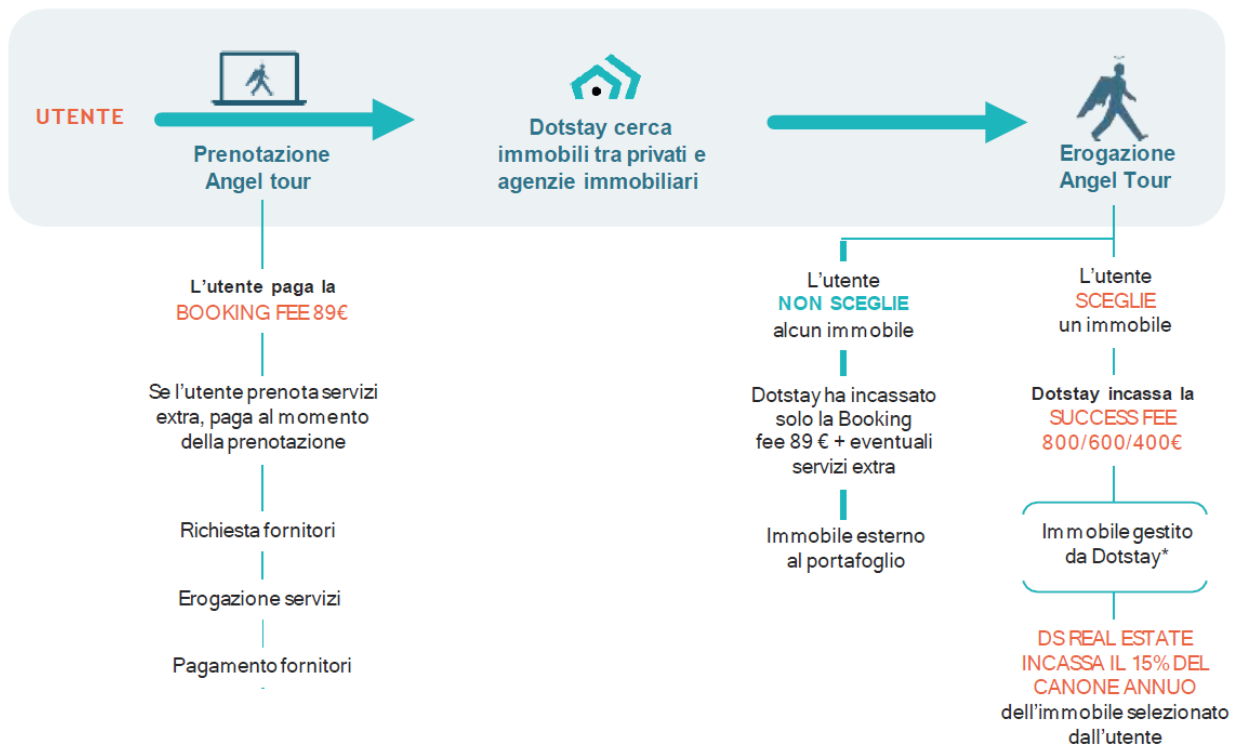 UTENTE
Prenotazione
Angel tour
Dotstay cerca
immobili tra privati e
agenzie immobiliari
Erogazione
Angel Tour
L'utente paga la
BOOKING FEE 89€
Se l'utente prenota servizi
extra, paga al momento
della prenotazione
Richiesta fornitori
Erogazione servizi
Pagamento fornitori
L'utente
NON SCEGLIE
alcun immobile
Dotstay ha incassato
solo la Booking
fee 89 € + eventuali
servizi extra
Immobile esterno
al portafoglio
L'utente
SCEGLIE
un immobile
Dotstay incassa la
SUCCESS FEE
800/600/400€
Immobile gestito
da Dotstay*
DS REAL ESTATE
INCASSA IL 15% DEL
CANONE ANNUO
dell'immobile selezionato
dall'utente